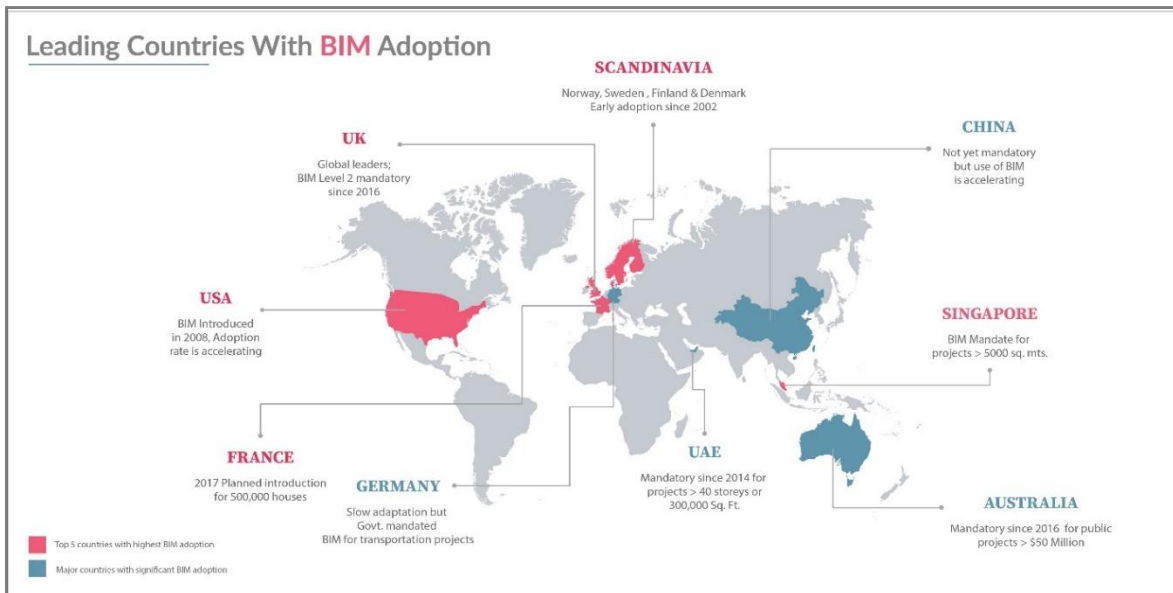 Leading Countries With BIM Adoption
SCANDINAVIA
Norway, Sweden , Finland & Denmark
Early adoption since 2002
UK
Global leaders;
BIM Level 2 mandatory
since 2016
CHINA
Not yet mandatory
but use of BIM
is accelerating
USA
BIM Introduced
in 2008, Adoption
rate is accelerating
SINGAPORE
BIM Mandate for
projects > 5000 sq. mts.
FRANCE
2017 Planned introduction
for 500,000 houses
GERMANY
Slow adaptation but
Govt. mandated
BIM for transportation projects
UAE
Mandatory since 2014 for
projects > 40 storeys or
300,000 Sq. Ft.
AUSTRALIA
Mandatory since 2016 for public
projects > $50 Million
Top 5 countries with highest BIM adoption
Major countries with significant BIM adoption